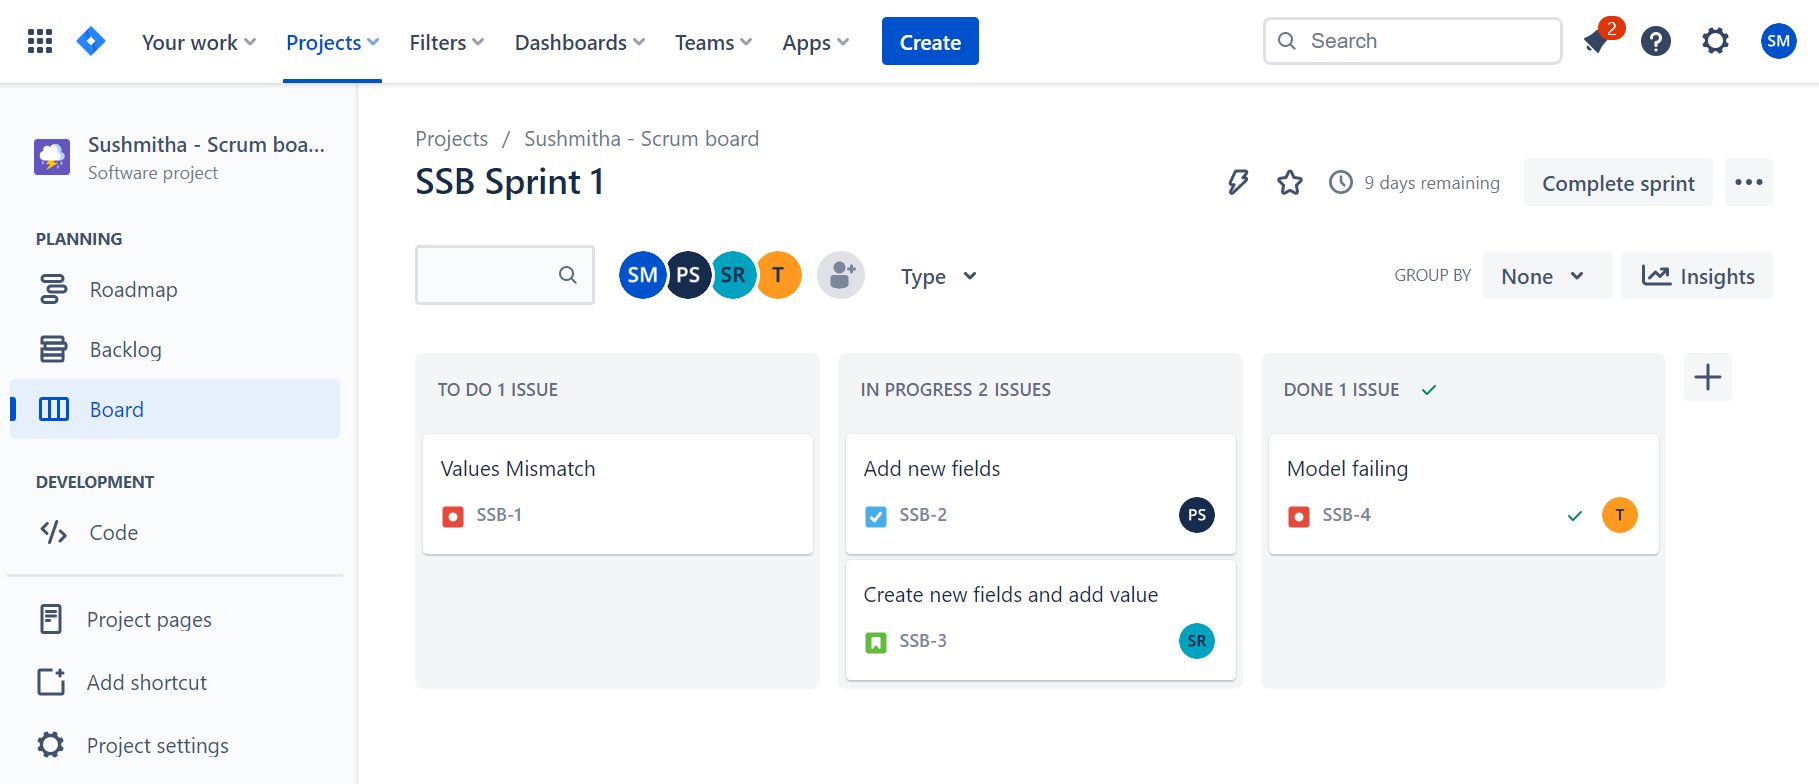 Your work Projects Filters Dashboards Teams Apps Create Search 2 SM
Sushmitha - Scrum boa...
Software project
PLANNING
Roadmap
Backlog
Board
DEVELOPMENT
Code
Project pages
Add shortcut
Project settings
Projects / Sushmitha - Scrum board
SSB Sprint 1
9 days remaining Complete sprint
SM PS SR T Type GROUP BY None Insights
TO DO 1 ISSUE
Values Mismatch
SSB-1
IN PROGRESS 2 ISSUES
Add new fields
SSB-2 PS
Create new fields and add value
SSB-3 SR
DONE 1 ISSUE
Model failing
SSB-4 T